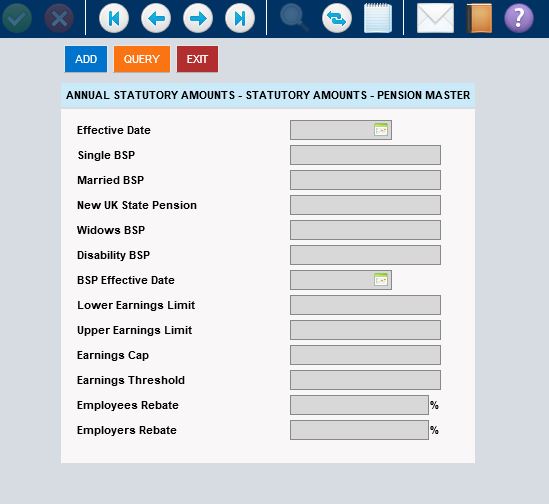 ?
ADD QUERY EXIT
ANNUAL STATUTORY AMOUNTS - STATUTORY AMOUNTS - PENSION MASTER
Effective Date
Single BSP
Married BSP
New UK State Pension
Widows BSP
Disability BSP
BSP Effective Date
Lower Earnings Limit
Upper Earnings Limit
Earnings Cap
Earnings Threshold
Employees Rebate %
Employers Rebate %